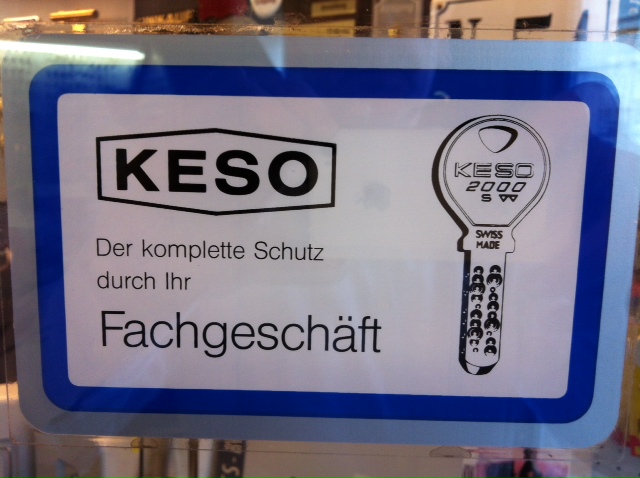 KESO
Der komplette Schutz
durch Ihr
Fachgeschäft
KESO
2000
S
SWISS
MADE